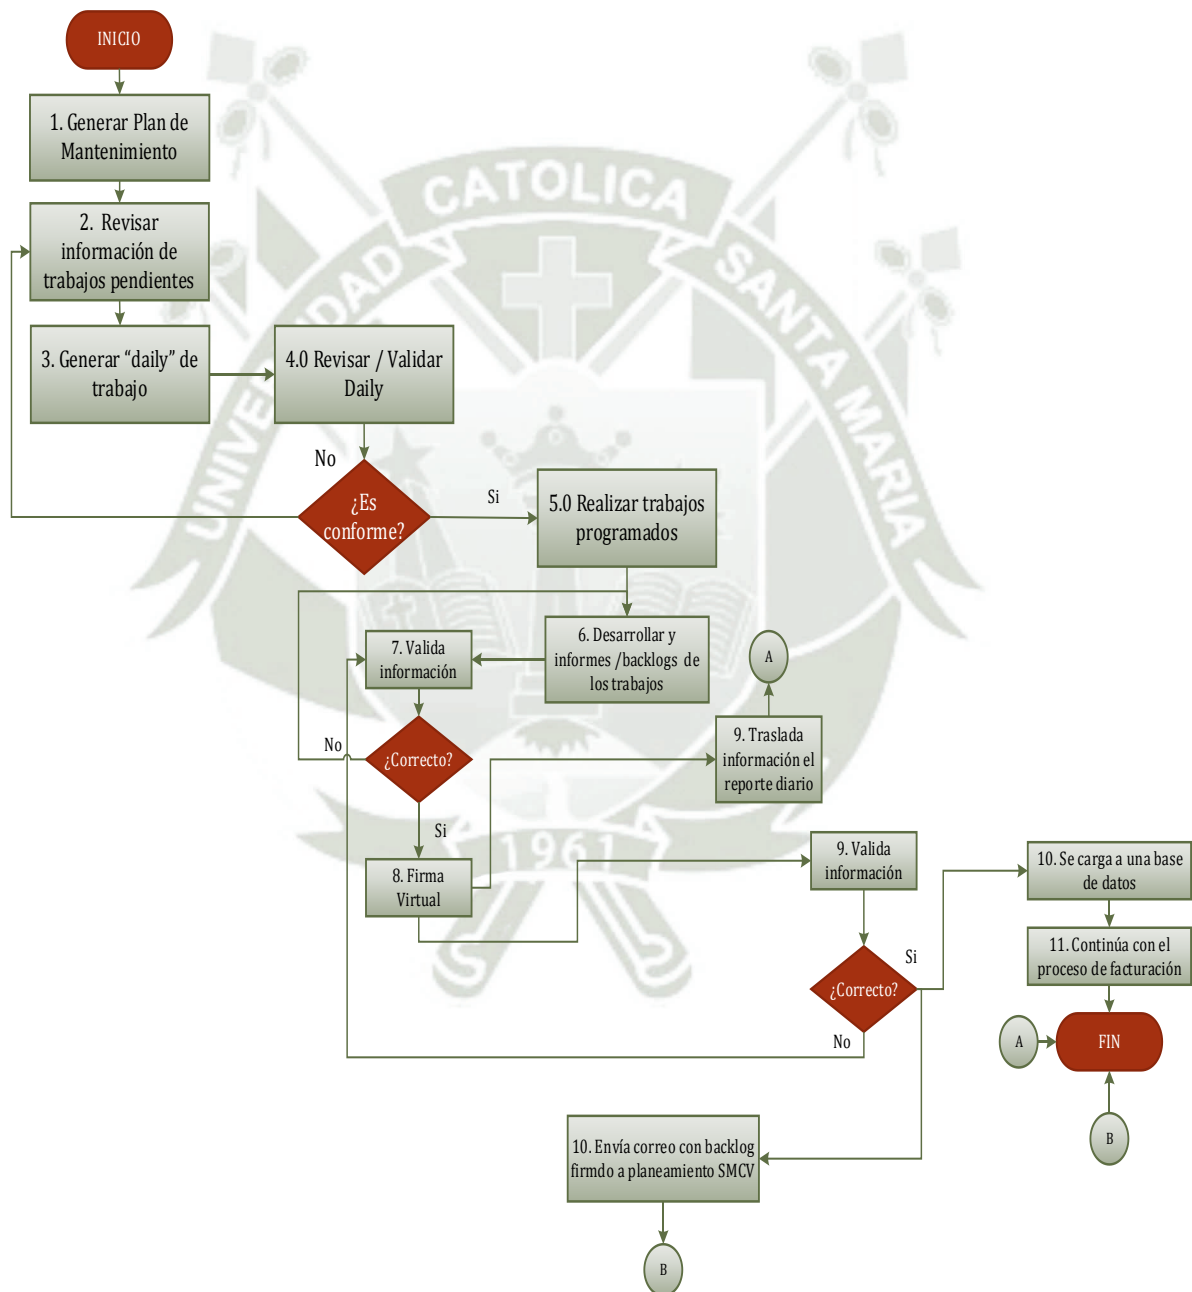 INICIO
1. Generar Plan de
Mantenimiento
2. Revisar
información de
trabajos pendientes
3. Generar “daily” de
trabajo
4.0 Revisar / Validar
Daily
No
¿Es
conforme?
Si
5.0 Realizar trabajos
programados
6. Desarrollar y
informes /backlogs de
los trabajos
7. Valida
información
A
No
¿Correcto?
9. Traslada
información el
reporte diario
Si
8. Firma
Virtual
9. Valida
información
10. Se carga a una base
de datos
Si
11. Continúa con el
proceso de facturación
¿Correcto?
No
A
FIN
B
10. Envía correo con backlog
firmdo a planeamiento SMCV
B
UNIVERSIDAD CATOLICA SANTA MARIA
1961